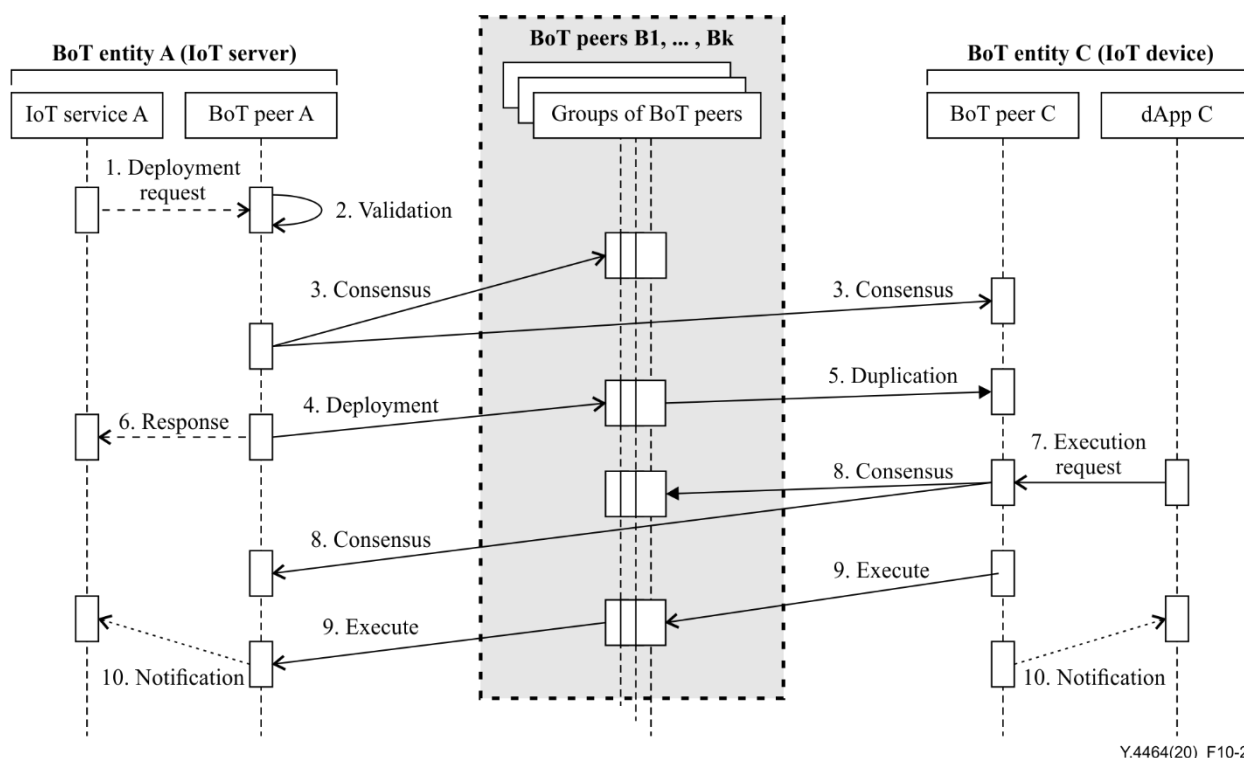 BoT peers B1, ... , Bk
BoT entity A (IoT server)
BoT entity C (IoT device)
IoT service A
BoT peer A
Groups of BoT peers
BoT peer C
dApp C
1. Deployment
request
2. Validation
3. Consensus
3. Consensus
5. Duplication
4. Deployment
6. Response
7. Execution
request
8. Consensus
8. Consensus
9. Execute
9. Execute
10. Notification
10. Notification
Y.4464(20)_F10-2